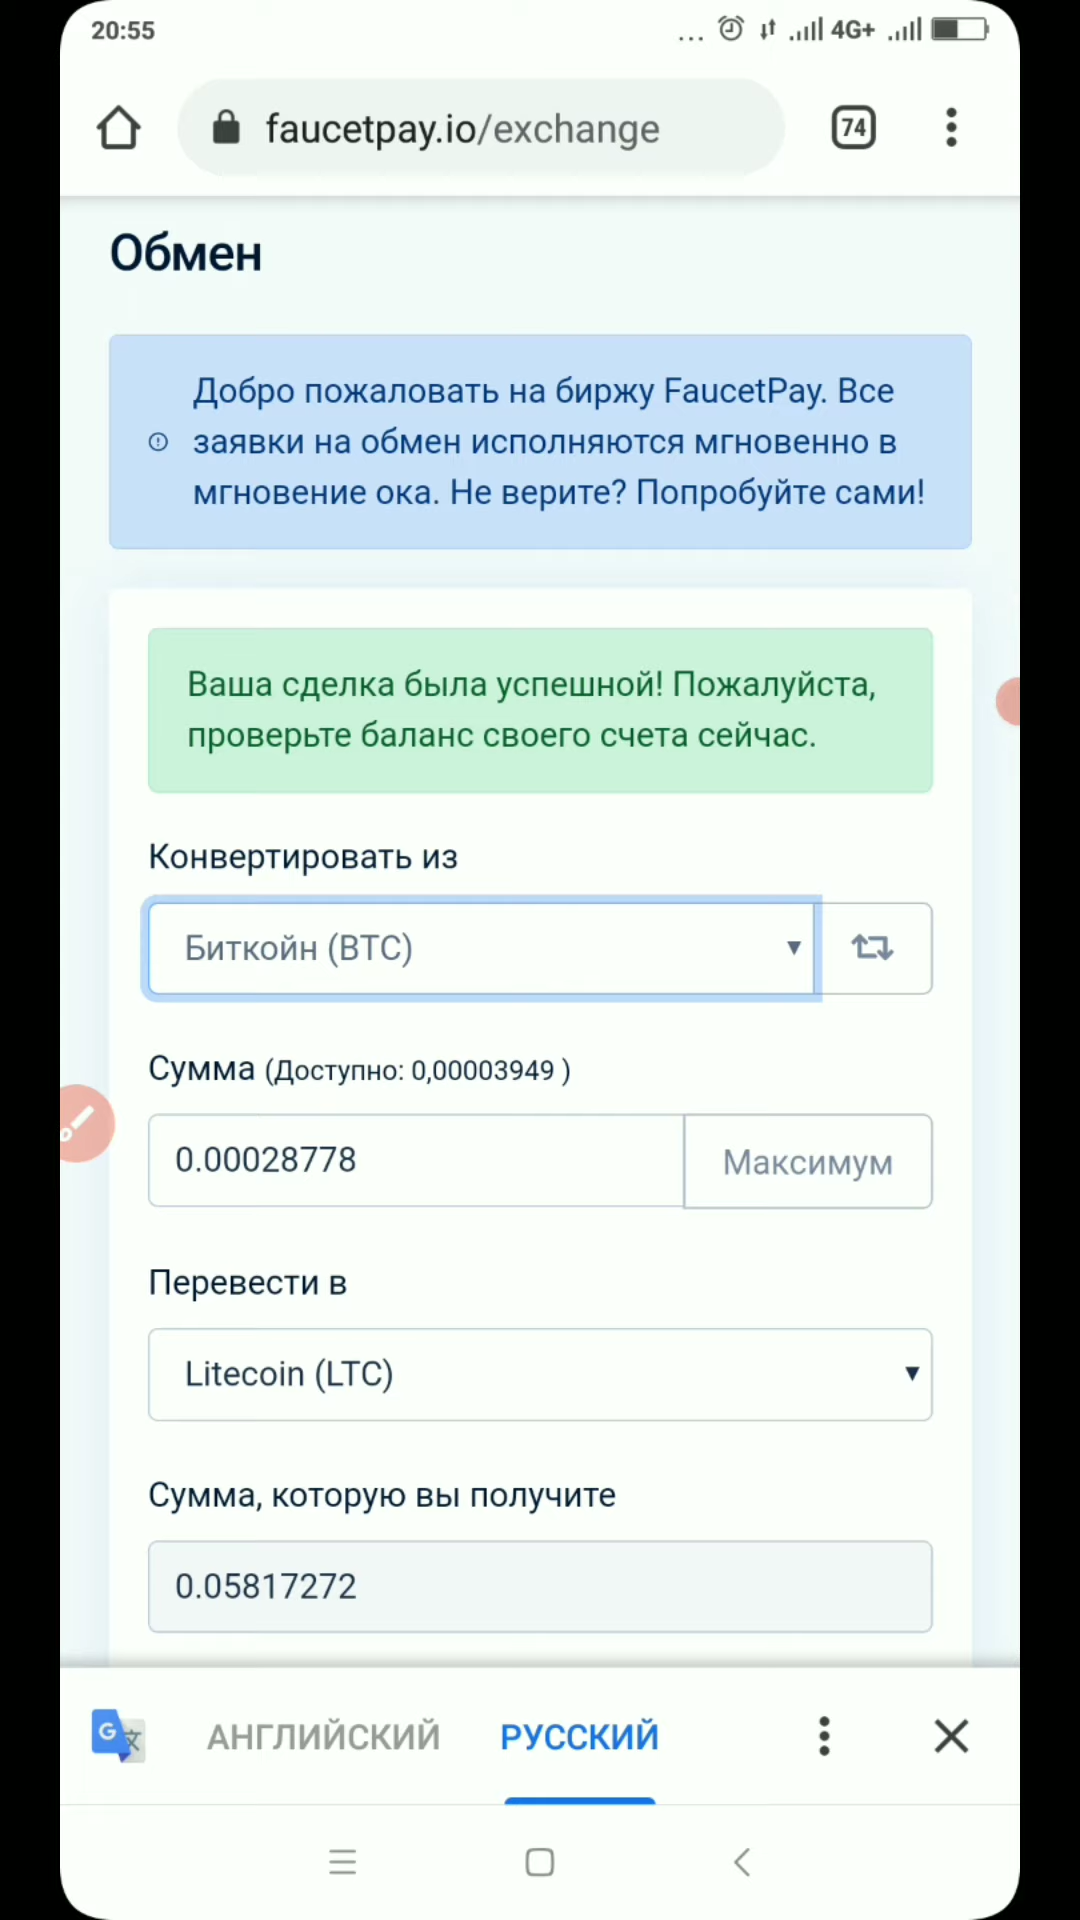 20:55
... 4G+
faucetpay.io/exchange
74
Обмен
Добро пожаловать на биржу FaucetPay. Все
заявки на обмен исполняются мгновенно в
мгновение ока. Не верите? Попробуйте сами!
Ваша сделка была успешной! Пожалуйста,
проверьте баланс своего счета сейчас.
Конвертировать из
Биткойн (BTC)
Сумма (Доступно: 0,00003949 )
0.00028778
Максимум
Перевести в
Litecoin (LTC)
Сумма, которую вы получите
0.05817272
G 文
АНГЛИЙСКИЙ
РУССКИЙ